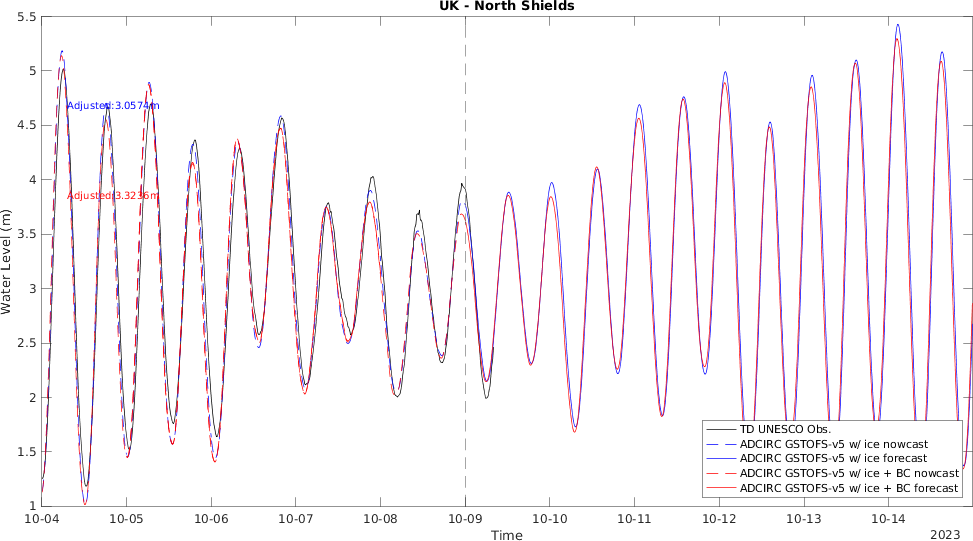 UK - North Shields
5.5
5
4.5
4
3.5
3
2.5
2
1.5
1
Water Level (m)
Adjusted:3.0574m
Adjusted:3.3236m
TD UNESCO Obs.
ADCIRC GSTOFS-v5 w/ ice nowcast
ADCIRC GSTOFS-v5 w/ ice forecast
ADCIRC GSTOFS-v5 w/ ice + BC nowcast
ADCIRC GSTOFS-v5 w/ ice + BC forecast
10-04 10-05 10-06 10-07 10-08 10-09 10-10 10-11 10-12 10-13 10-14
Time
2023